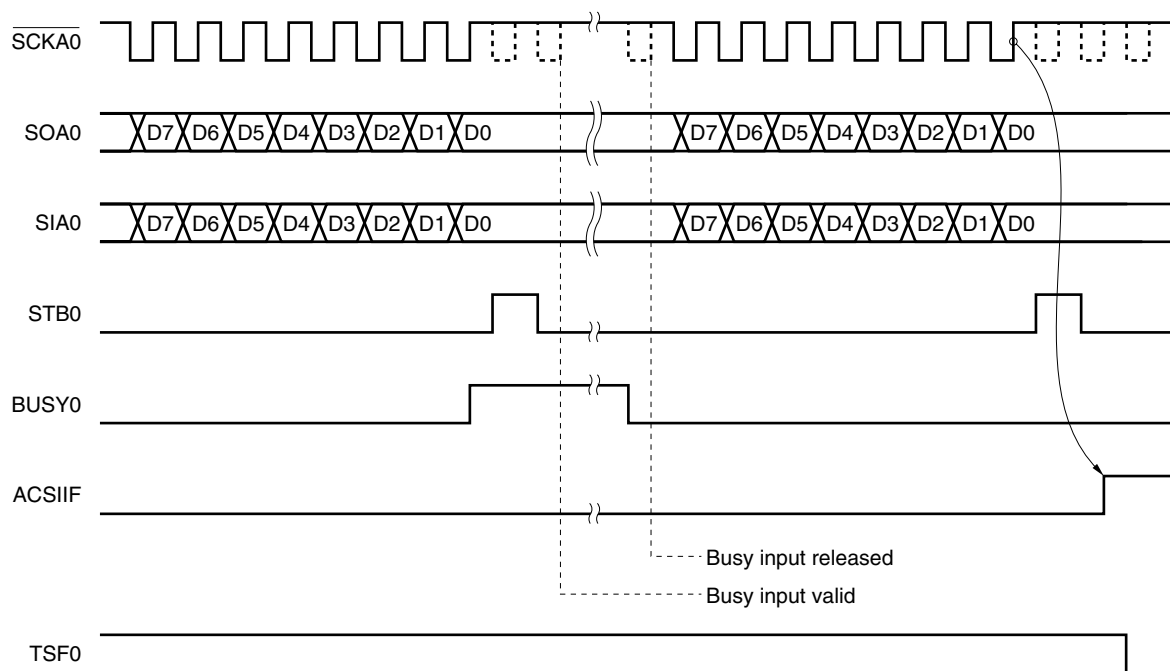 SCKA0
SOA0 D7 D6 D5 D4 D3 D2 D1 D0 D7 D6 D5 D4 D3 D2 D1 D0
SIA0 D7 D6 D5 D4 D3 D2 D1 D0 D7 D6 D5 D4 D3 D2 D1 D0
STB0
BUSY0
ACSIIF
Busy input released
Busy input valid
TSF0